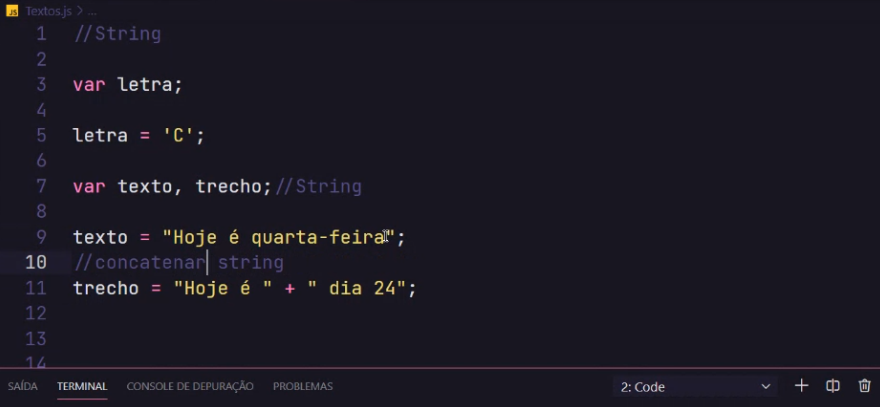 JS Textos.js > ...
1 //String
2
3 var letra;
4
5 letra = 'C';
6
7 var texto, trecho;//String
8
9 texto = "Hoje é quarta-feira";
10 //concatenar string
11 trecho = "Hoje é " + " dia 24";
12
13
14
SAÍDA TERMINAL CONSOLE DE DEPURAÇÃO PROBLEMAS 2: Code